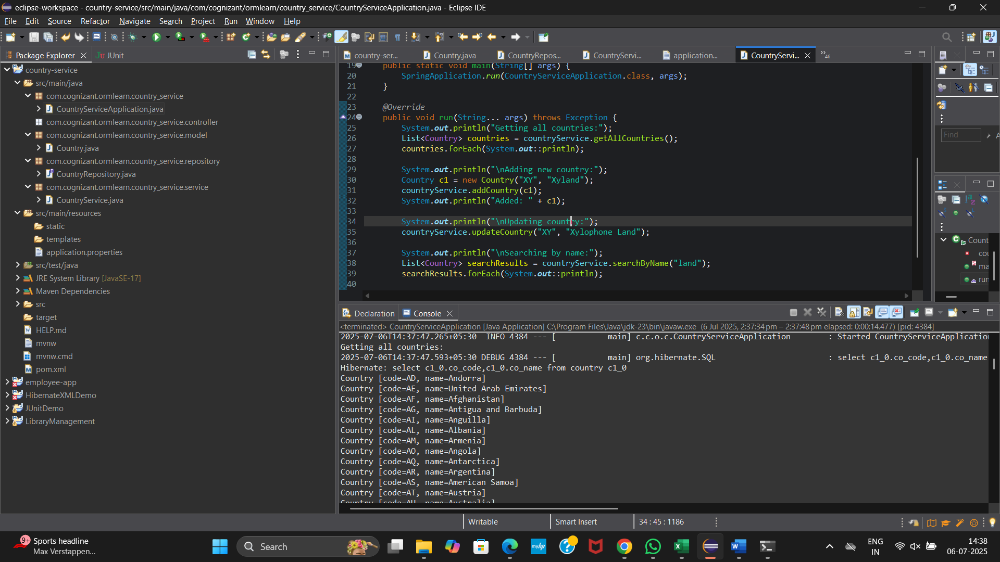 eclipse-workspace - country-service/src/main/java/com/cognizant/ormlearn/country_service/CountryServiceApplication.java - Eclipse IDE
File Edit Source Refactor Navigate Search Project Run Window Help
Package Explorer
JUnit
country-service
src/main/java
com.cognizant.ormlearn.country_service
CountryServiceApplication.java
com.cognizant.ormlearn.country_service.controller
com.cognizant.ormlearn.country_service.model
Country.java
com.cognizant.ormlearn.country_service.repository
CountryRepository.java
com.cognizant.ormlearn.country_service.service
CountryService.java
src/main/resources
static
templates
application.properties
src/test/java
JRE System Library [JavaSE-17]
Maven Dependencies
src
target
HELP.md
mvnw
mvnw.cmd
pom.xml
employee-app
HibernateXMLDemo
JUnitDemo
LibraryManagement
country-ser...
Country.java
CountryRepos...
CountryServi...
application...
CountryServi...
»46
19 public static void main(String[] args) {
20 SpringApplication.run(CountryServiceApplication.class, args);
21 }
22
23 @Override
24 public void run(String... args) throws Exception {
25 System.out.println("Getting all countries:");
26 List<Country> countries = countryService.getAllCountries();
27 countries.forEach(System.out::println);
28
29 System.out.println("\nAdding new country:");
30 Country c1 = new Country("XY", "Xyland");
31 countryService.addCountry(c1);
32 System.out.println("Added: " + c1);
33
34 System.out.println("\nUpdating country:");
35 countryService.updateCountry("XY", "Xylophone Land");
36
37 System.out.println("\nSearching by name:");
38 List<Country> searchResults = countryService.searchByName("land");
39 searchResults.forEach(System.out::println);
40
Find
A
Count
cou
ma
run
Declaration
Console
<terminated> CountryServiceApplication [Java Application] C:\Program Files\Java\jdk-23\bin\javaw.exe (6 Jul 2025, 2:37:34 pm – 2:37:48 pm elapsed: 0:00:14.477) [pid: 4384]
2025-07-06T14:37:47.265+05:30 INFO 4384 --- [ main] c.c.o.c.CountryServiceApplication : Started CountryServiceApplication
Getting all countries:
2025-07-06T14:37:47.593+05:30 DEBUG 4384 --- [ main] org.hibernate.SQL : select c1_0.co_code,c1_0.co_name
Hibernate: select c1_0.co_code,c1_0.co_name from country c1_0
Country [code=AD, name=Andorra]
Country [code=AE, name=United Arab Emirates]
Country [code=AF, name=Afghanistan]
Country [code=AG, name=Antigua and Barbuda]
Country [code=AI, name=Anguilla]
Country [code=AL, name=Albania]
Country [code=AM, name=Armenia]
Country [code=AO, name=Angola]
Country [code=AQ, name=Antarctica]
Country [code=AR, name=Argentina]
Country [code=AS, name=American Samoa]
Country [code=AT, name=Austria]
Country [code=AU, name=Australia]
Writable
Smart Insert
34 : 45 : 1186
9+
Sports headline
Max Verstappen...
Search
myhp
ENG
IN
14:38
06-07-2025